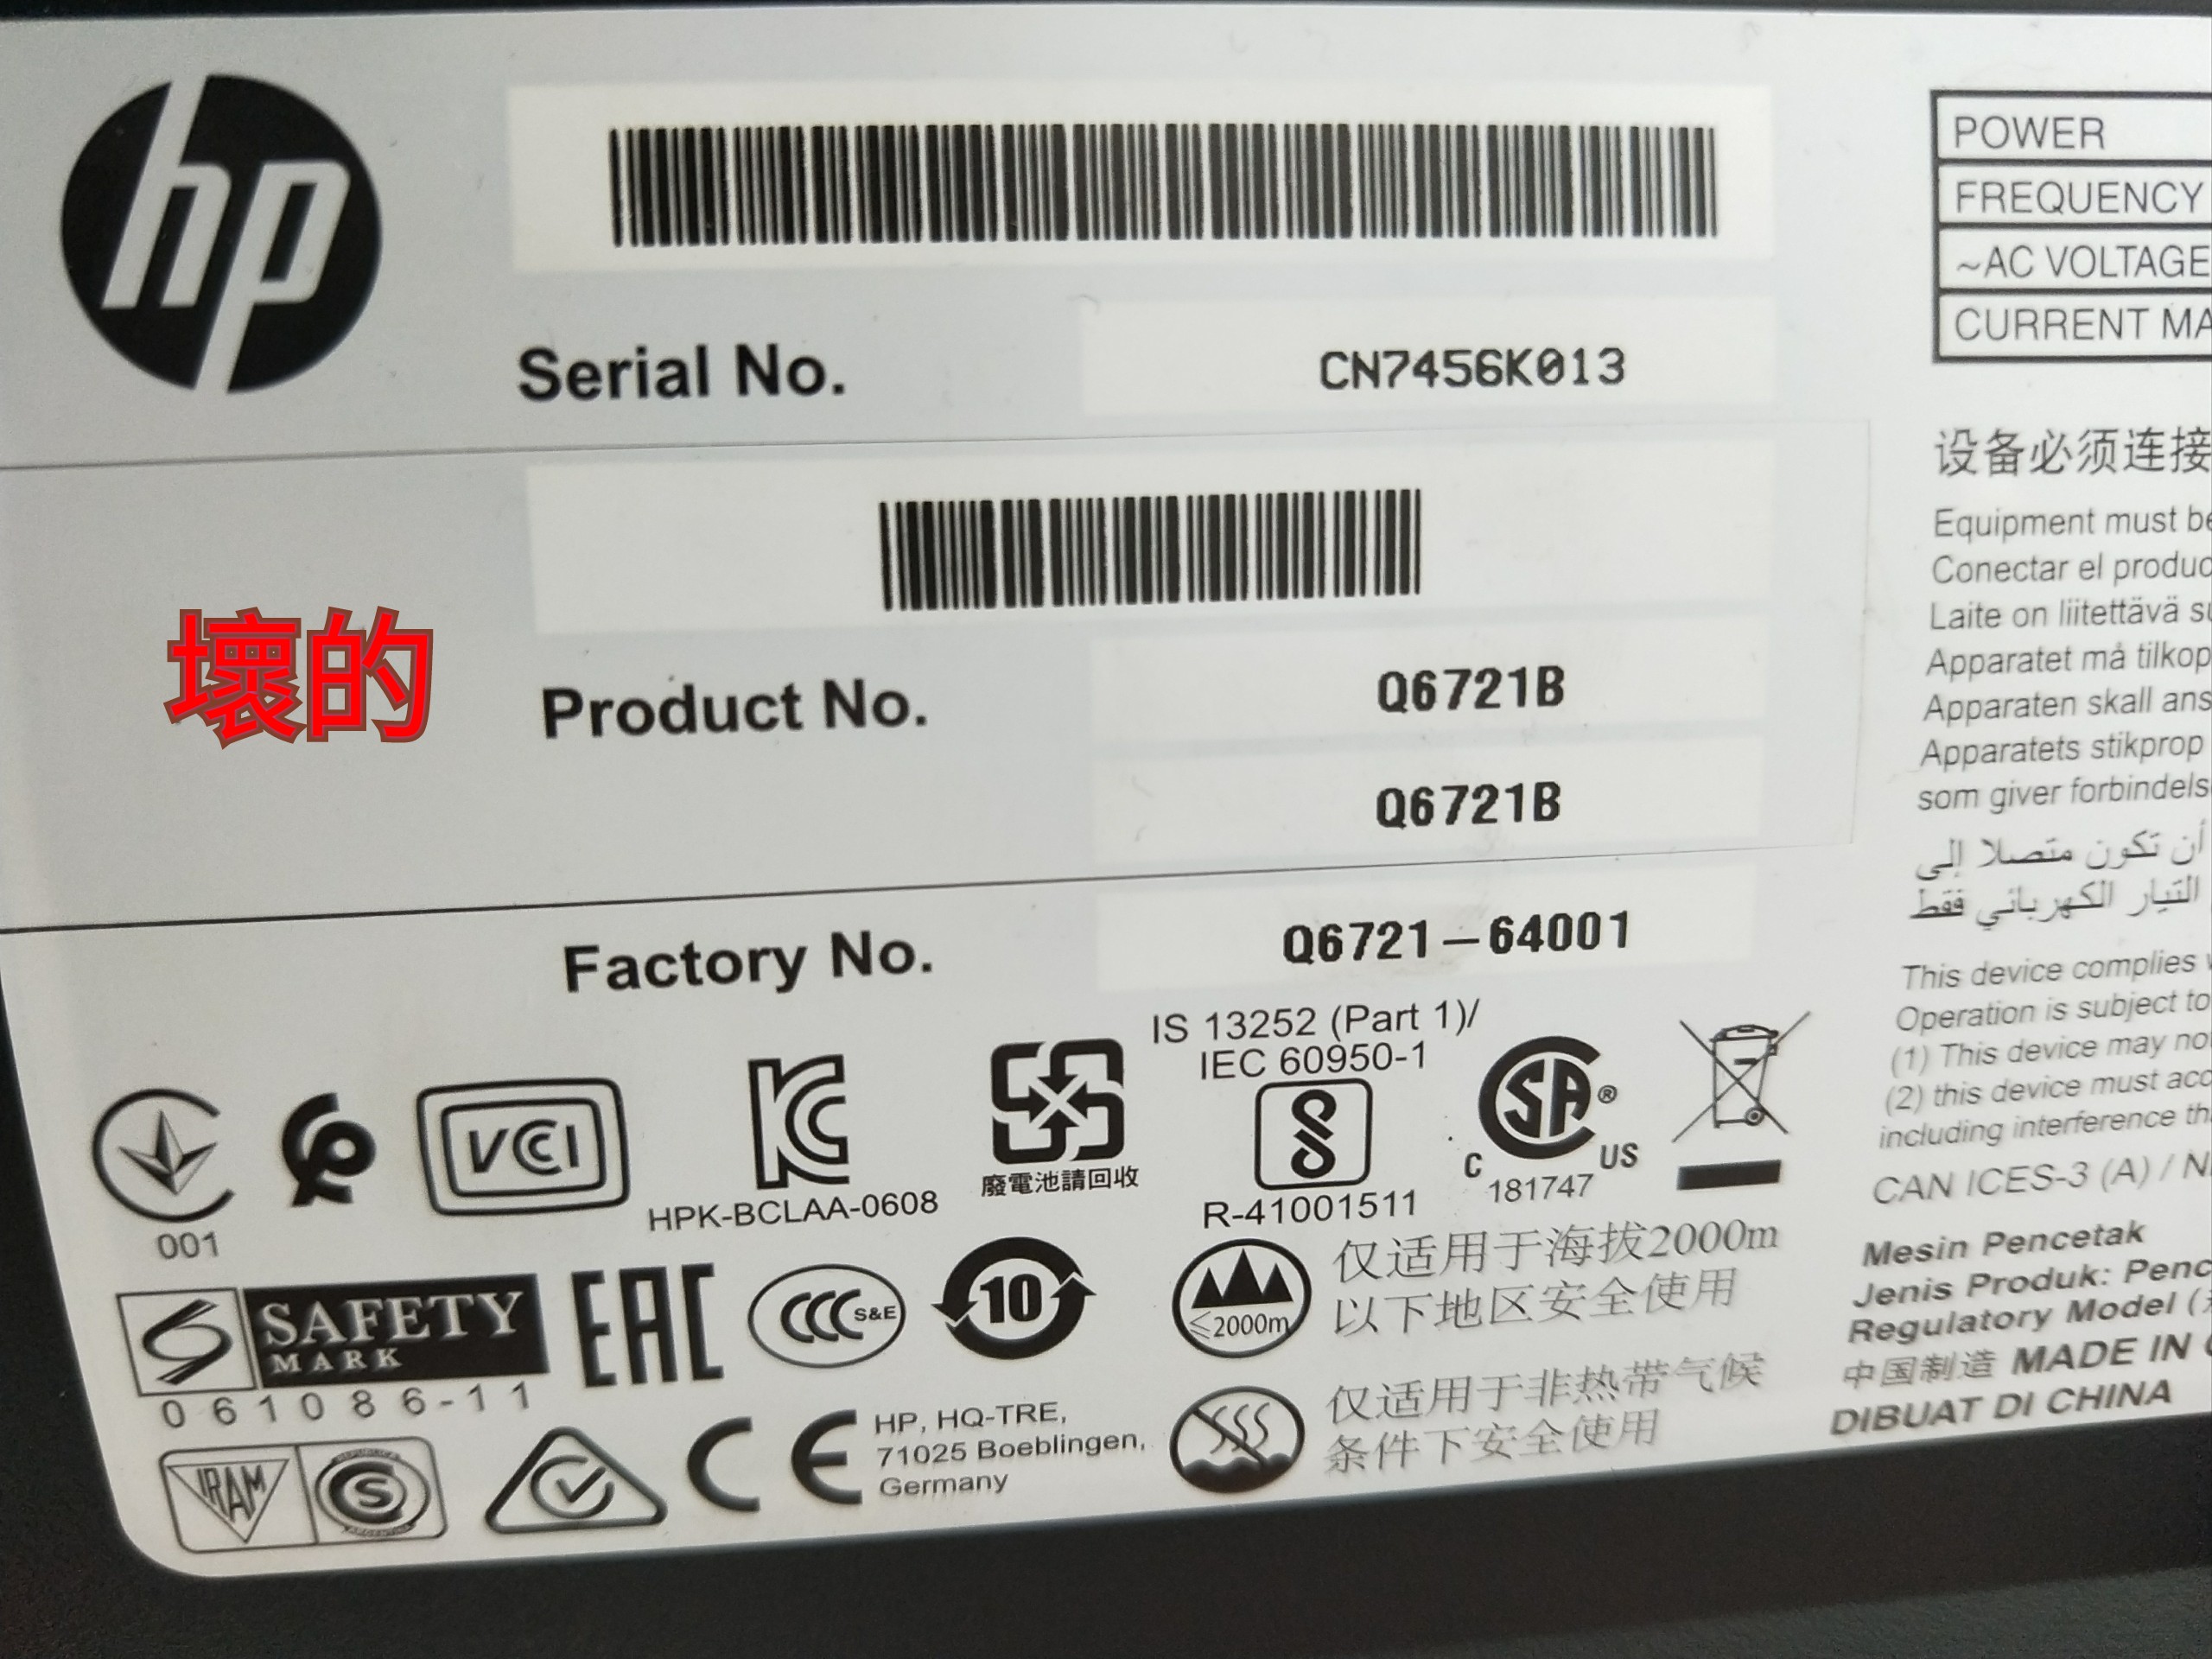 hp
Serial No.
CN7456K013
壞的
Product No.
Q6721B
Q6721B
Factory No.
Q6721-64001
IS 13252 (Part 1)/
IEC 60950-1
R-41001511
001
VCI
KC
HPK-BCLAA-0608
廢電池請回收
SA®
C US
181747
SAFETY
MARK
061086-11
EAC
CCC S&E
10
≤2000m
仅适用于海拔2000m
以下地区安全使用
仅适用于非热带气候
条件下安全使用
IRAM
S
CE
HP, HQ-TRE,
71025 Boeblingen,
Germany
POWER
FREQUENCY
~AC VOLTAGE
CURRENT MA
设备必须连接
Equipment must be
Conectar el produc
Laite on liitettävä su
Apparatet må tilkop
Apparaten skall ans
Apparatets stikprop
som giver forbindels
أن تكون متصلا إلى
التيار الكهربائي فقط
This device complies
Operation is subject to
(1) This device may no
(2) this device must acc
including interference th
CAN ICES-3 (A) / N
Mesin Pencetak
Jenis Produk: Penc
Regulatory Model (
中国制造 MADE IN
DIBUAT DI CHINA